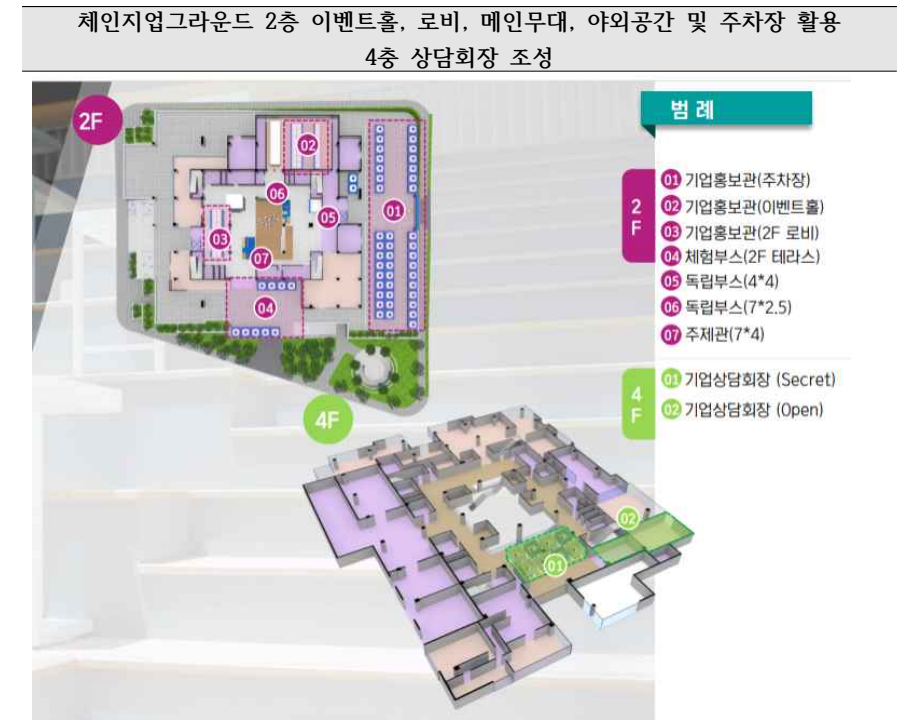 체인지업그라운드 2층 이벤트홀, 로비, 메인무대, 야외공간 및 주차장 활용
4층 상담회장 조성
2F
범 례
2
F
01 기업홍보관(주차장)
02 기업홍보관(이벤트홀)
03 기업홍보관(2F 로비)
04 체험부스(2F 테라스)
05 독립부스(4*4)
06 독립부스(7*2.5)
07 주제관(7*4)
4
F
01 기업상담회장 (Secret)
02 기업상담회장 (Open)
02
06
01
05
03
07
04
4F
02
01